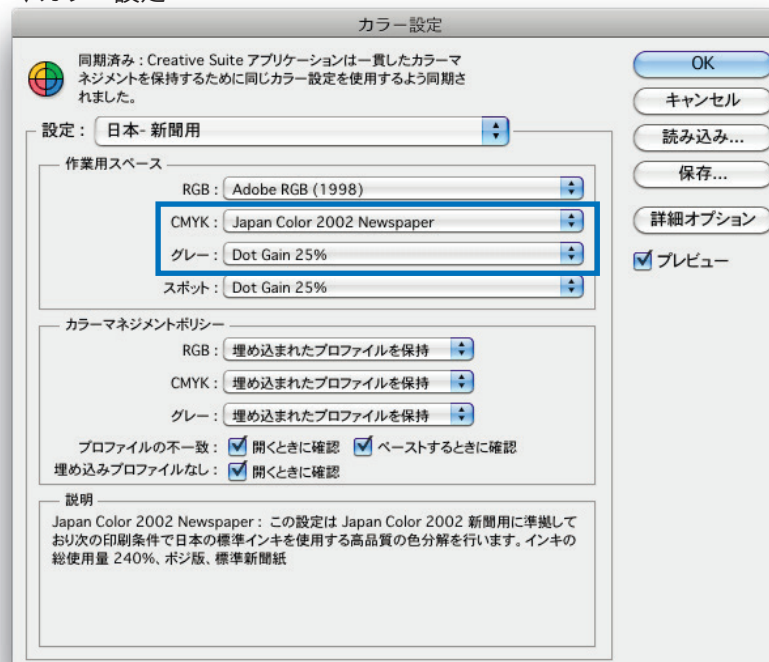 カラー設定
同期済み : Creative Suite アプリケーションは一貫したカラーマ
ネジメントを保持するために同じカラー設定を使用するよう同期さ
れました。
OK
キャンセル
読み込み...
保存...
詳細オプション
プレビュー
設定 : 日本- 新聞用
作業用スペース
RGB : Adobe RGB (1998)
CMYK : Japan Color 2002 Newspaper
グレー : Dot Gain 25%
スポット : Dot Gain 25%
カラーマネジメントポリシー
RGB : 埋め込まれたプロファイルを保持
CMYK : 埋め込まれたプロファイルを保持
グレー : 埋め込まれたプロファイルを保持
プロファイルの不一致 : 開くときに確認 ペーストするときに確認
埋め込みプロファイルなし : 開くときに確認
説明
Japan Color 2002 Newspaper : この設定は Japan Color 2002 新聞用に準拠して
おり次の印刷条件で日本の標準インキを使用する高品質の色分解を行います。インキの
総使用量 240%、ポジ版、標準新聞紙